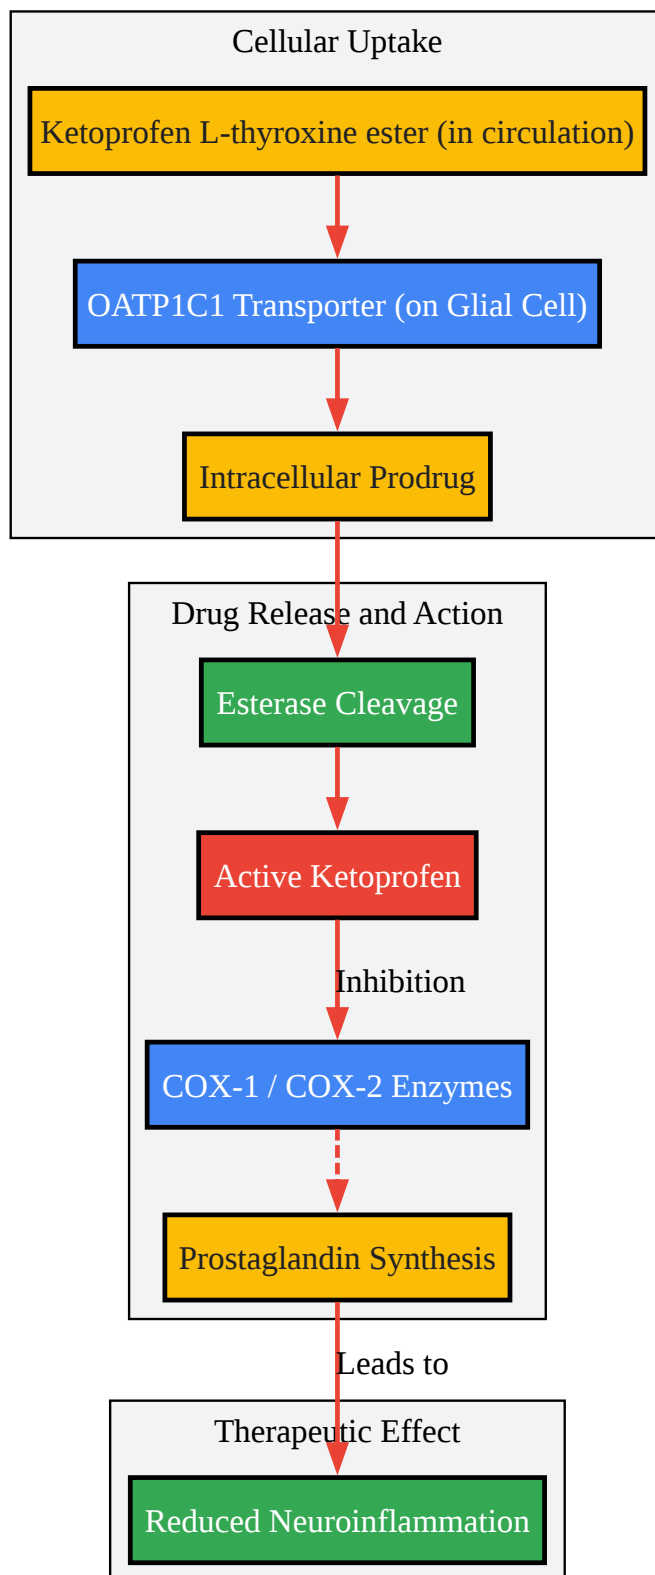 Cellular Uptake
Ketoprofen L-thyroxine ester (in circulation)
OATP1C1 Transporter (on Glial Cell)
Intracellular Prodrug
Drug Release and Action
Esterase Cleavage
Active Ketoprofen
Inhibition
COX-1 / COX-2 Enzymes
Prostaglandin Synthesis
Leads to
Therapeutic Effect
Reduced Neuroinflammation